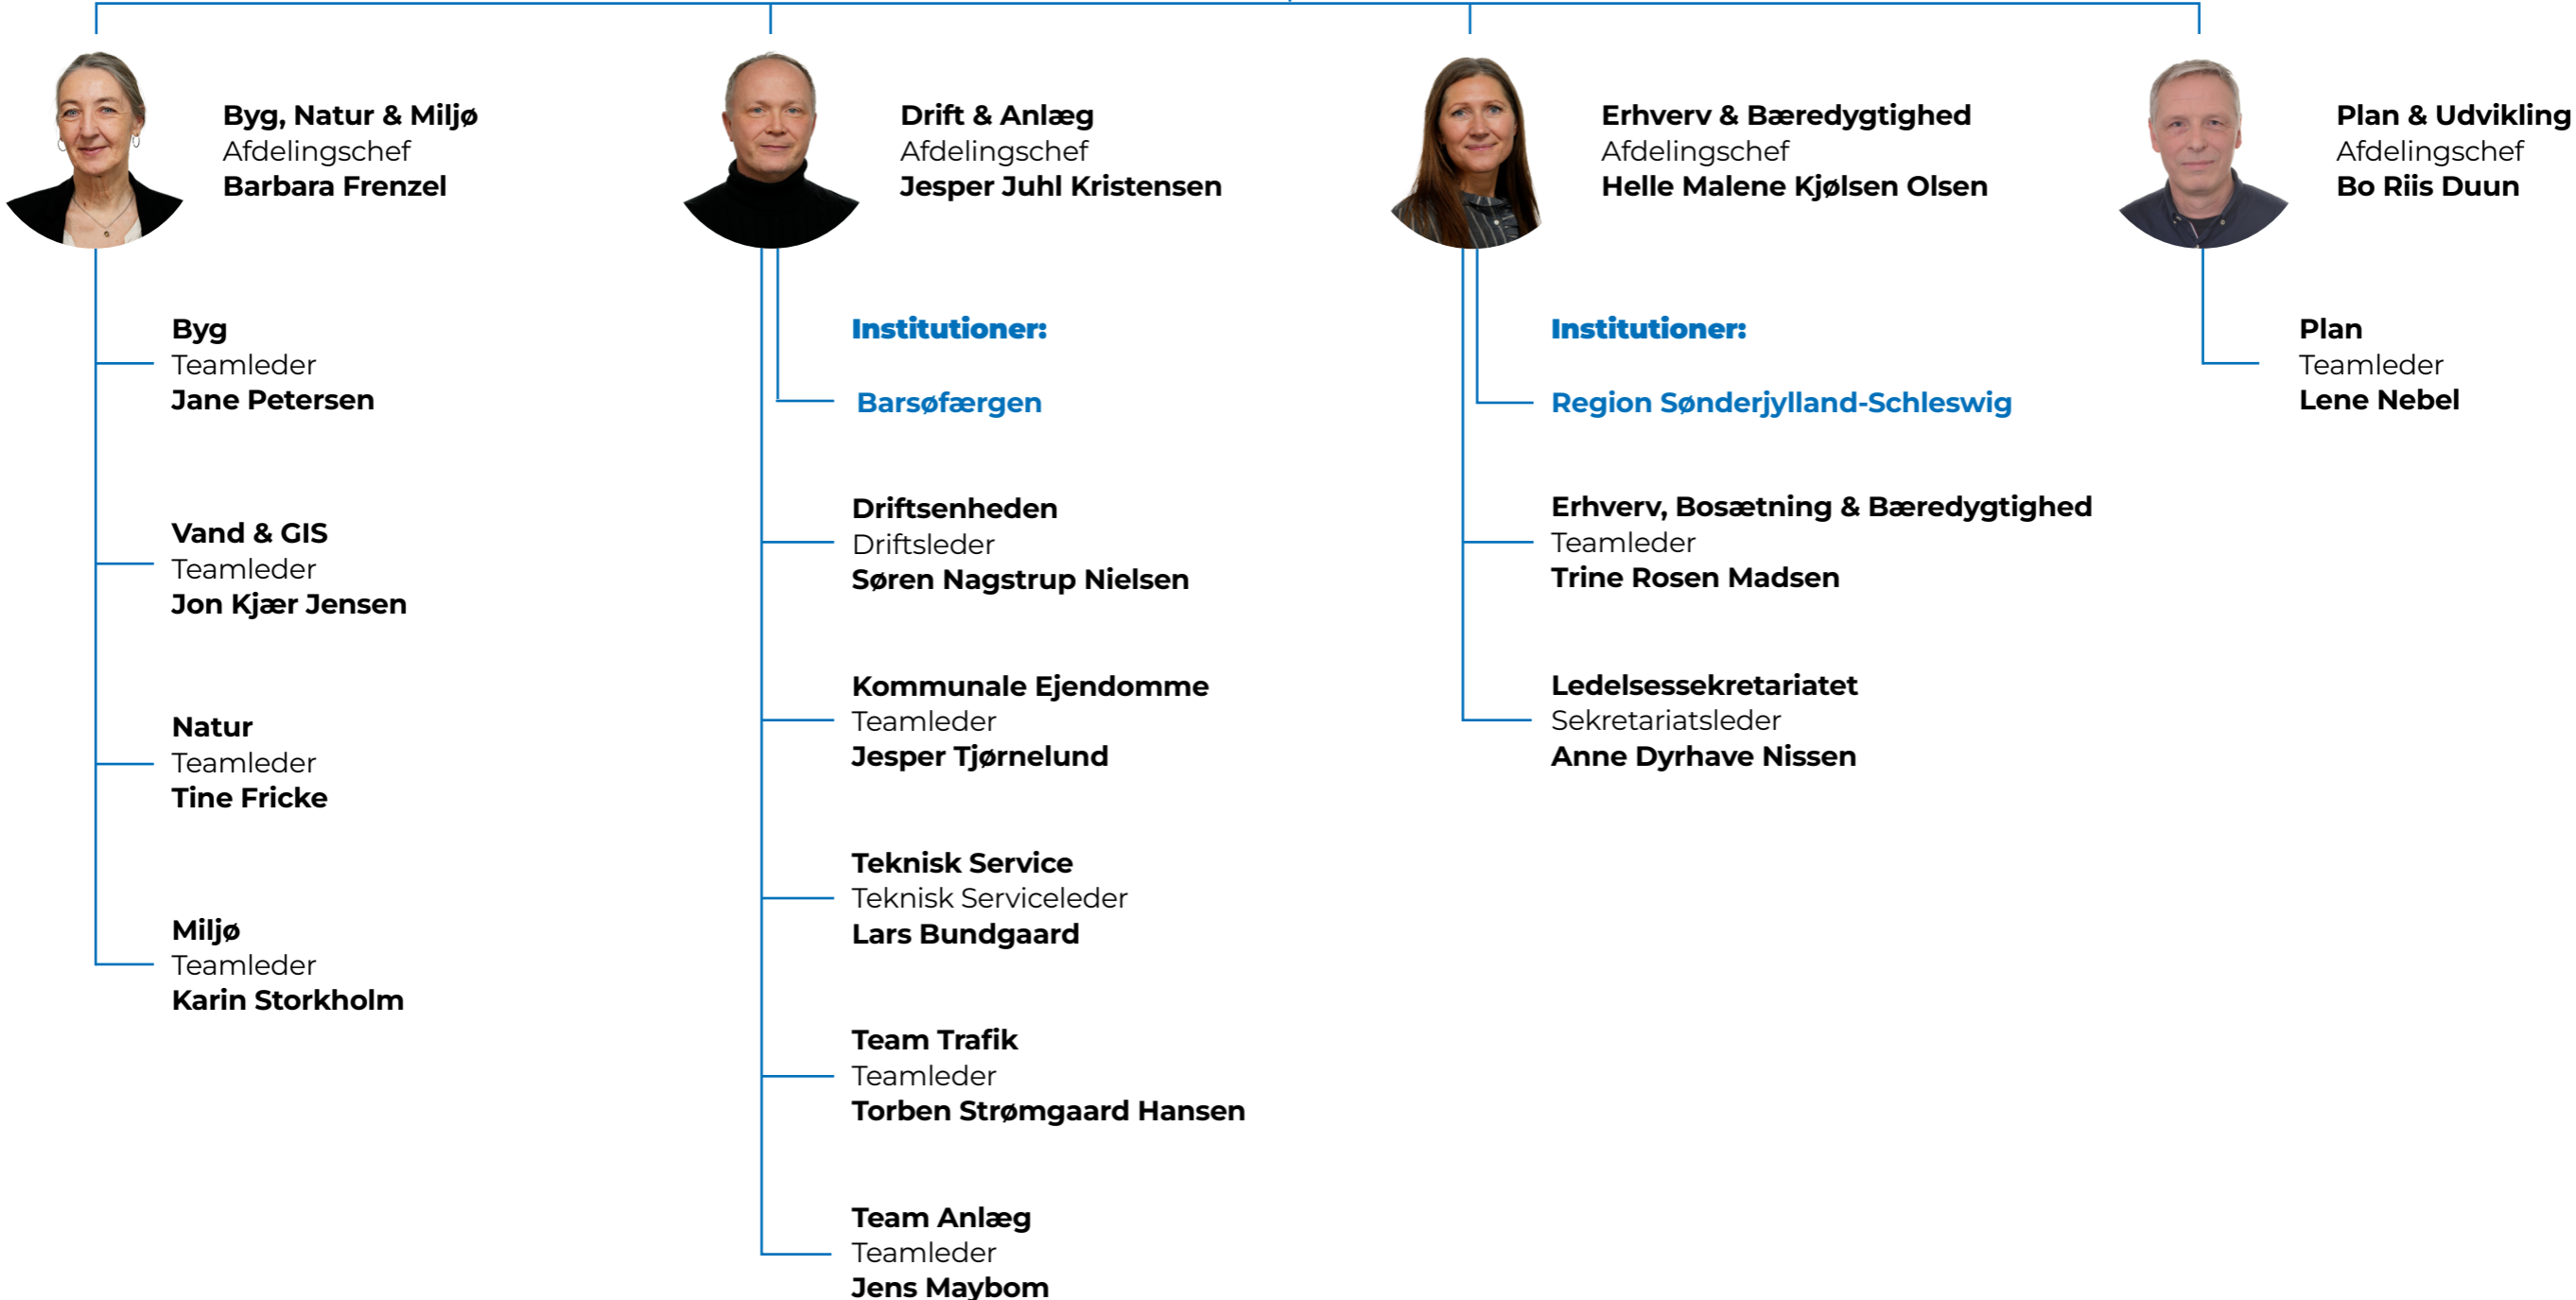 Byg, Natur & Miljø
Afdelingschef
Barbara Frenzel
Byg
Teamleder
Jane Petersen
Vand & GIS
Teamleder
Jon Kjær Jensen
Natur
Teamleder
Tine Fricke
Miljø
Teamleder
Karin Storkholm
Drift & Anlæg
Afdelingschef
Jesper Juhl Kristensen
Institutioner:
Barsøfærgen
Driftsenheden
Driftsleder
Søren Nagstrup Nielsen
Kommunale Ejendomme
Teamleder
Jesper Tjørnelund
Teknisk Service
Teknisk Serviceleder
Lars Bundgaard
Team Trafik
Teamleder
Torben Strømgaard Hansen
Team Anlæg
Teamleder
Jens Maybom
Erhverv & Bæredygtighed
Afdelingschef
Helle Malene Kjølsen Olsen
Institutioner:
Region Sønderjylland-Schleswig
Erhverv, Bosætning & Bæredygtighed
Teamleder
Trine Rosen Madsen
Ledelsessekretariatet
Sekretariatsleder
Anne Dyrhave Nissen
Plan & Udvikling
Afdelingschef
Bo Riis Duun
Plan
Teamleder
Lene Nebel